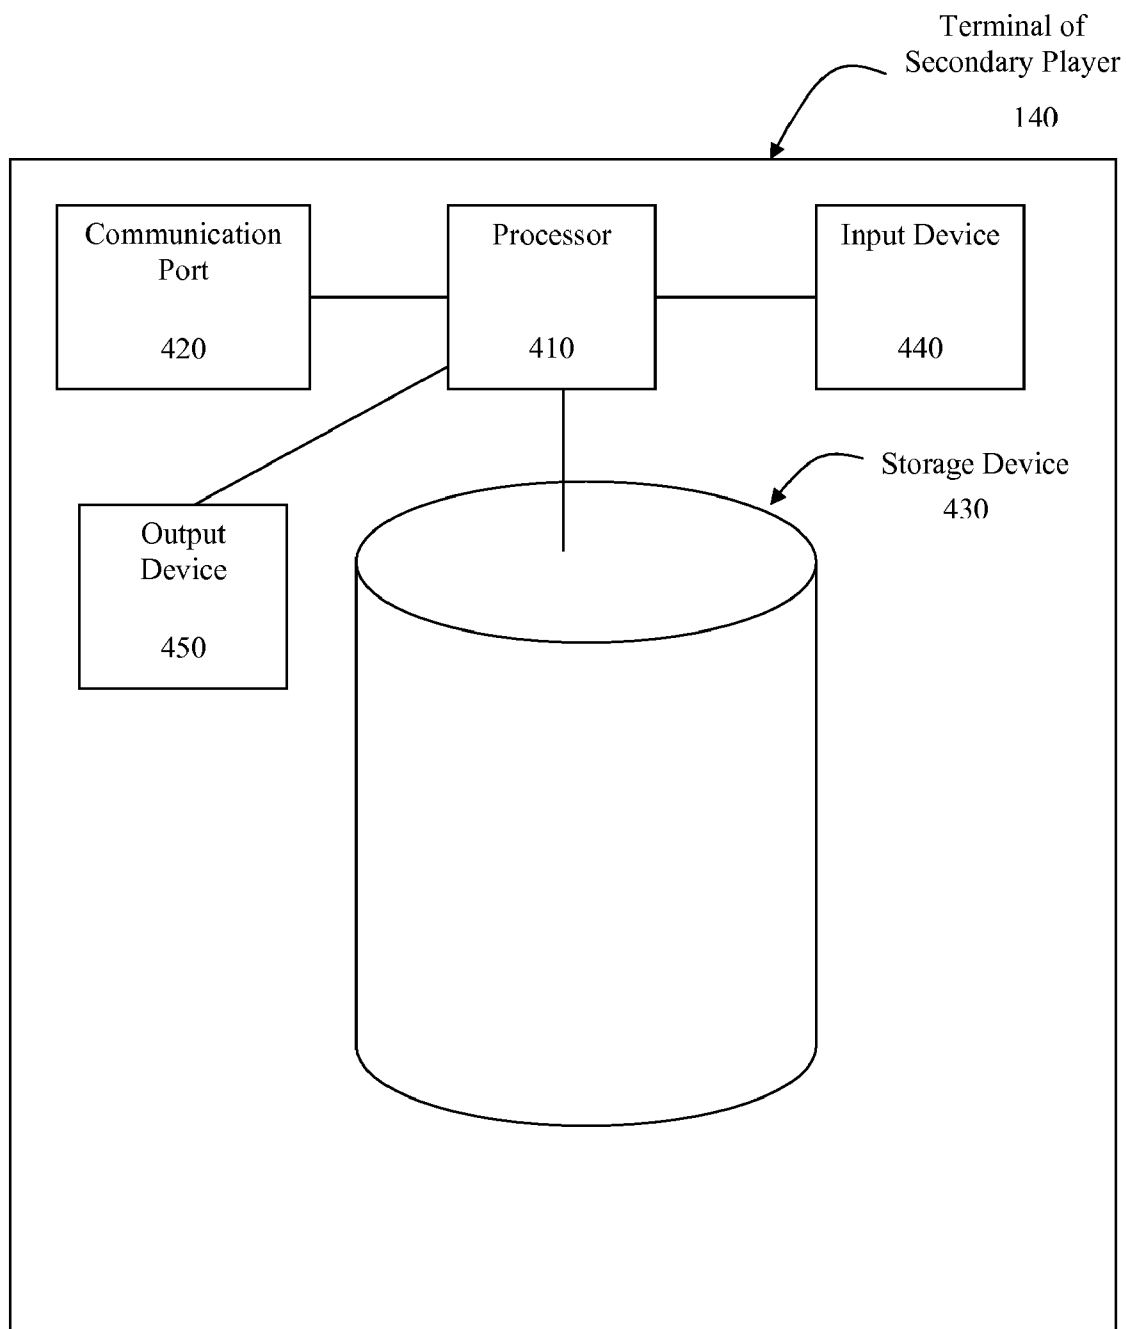 Terminal of
Secondary Player
140
Communication
Port
420
Processor
410
Input Device
440
Storage Device
430
Output
Device
450